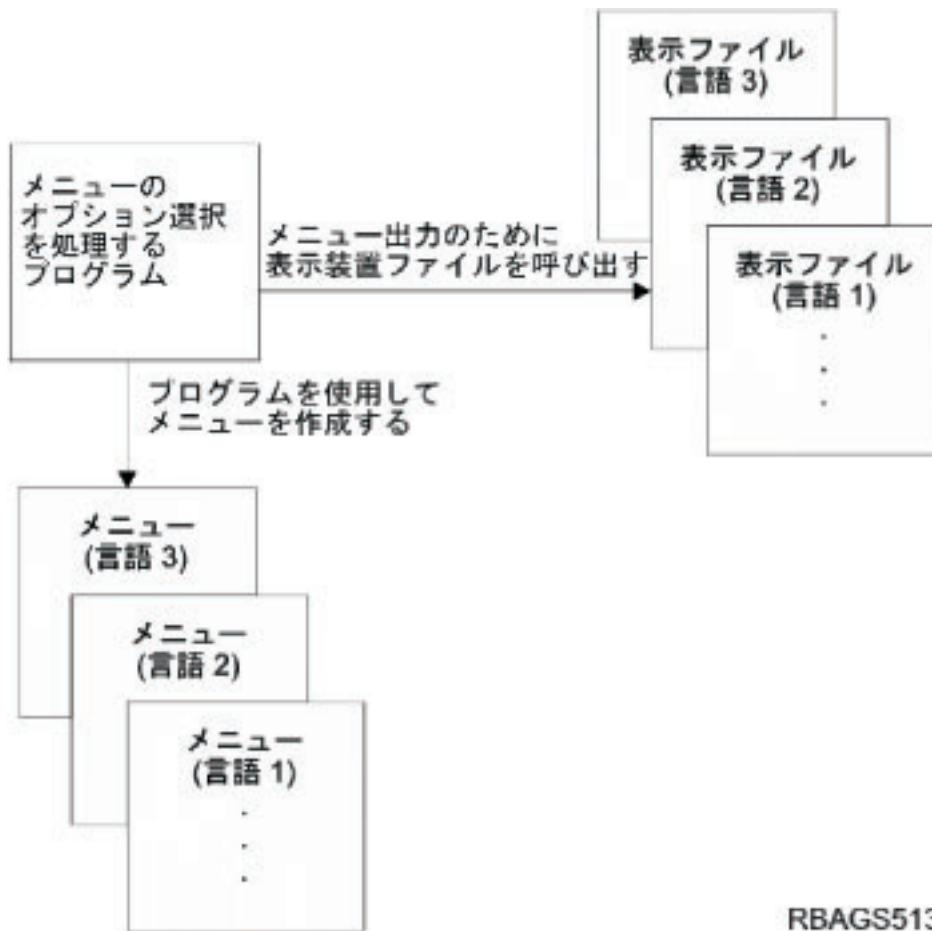 表示ファイル
(言語 3)
表示ファイル
(言語 2)
表示ファイル
(言語 1)
.
.
.
メニューの
オプション選択
を処理する
プログラム
メニュー出力のために
表示装置ファイルを呼び出す
プログラムを使用して
メニューを作成する
メニュー
(言語 3)
メニュー
(言語 2)
メニュー
(言語 1)
.
.
.
RBAGS513